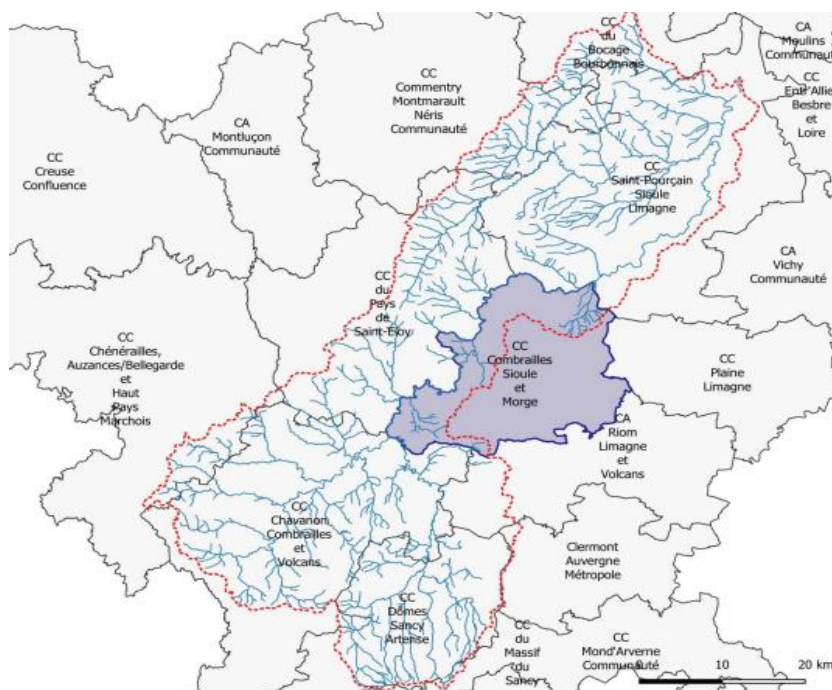 CC
du
Bocage
Bourbonnais
CA
Moulins
Communauté
CC
Entr'Allier
Besbre
et
Loire
CC
Commentry
Montmarault
Néris
Communauté
CA
Montluçon
Communauté
CC
Creuse
Confluence
CC
Saint-Pourçain
Sioule
Limagne
CA
Vichy
Communauté
CC
du
Pays
de
Saint-Éloy
CC
Chénérailles,
Auzances/Bellegarde
et
Haut
Pays
Marchois
CC
Combrailles
Sioule
et
Morge
CC
Plaine
Limagne
CA
Riom
Limagne
et
Volcans
CC
Chavanon
Combrailles
et
Volcans
Clermont
Auvergne
Métropole
CC
Dômes
Sancy
Artense
CC
du
Massif
du
Sancy
CC
Mond'Arverne
Communauté
0 10 20 km